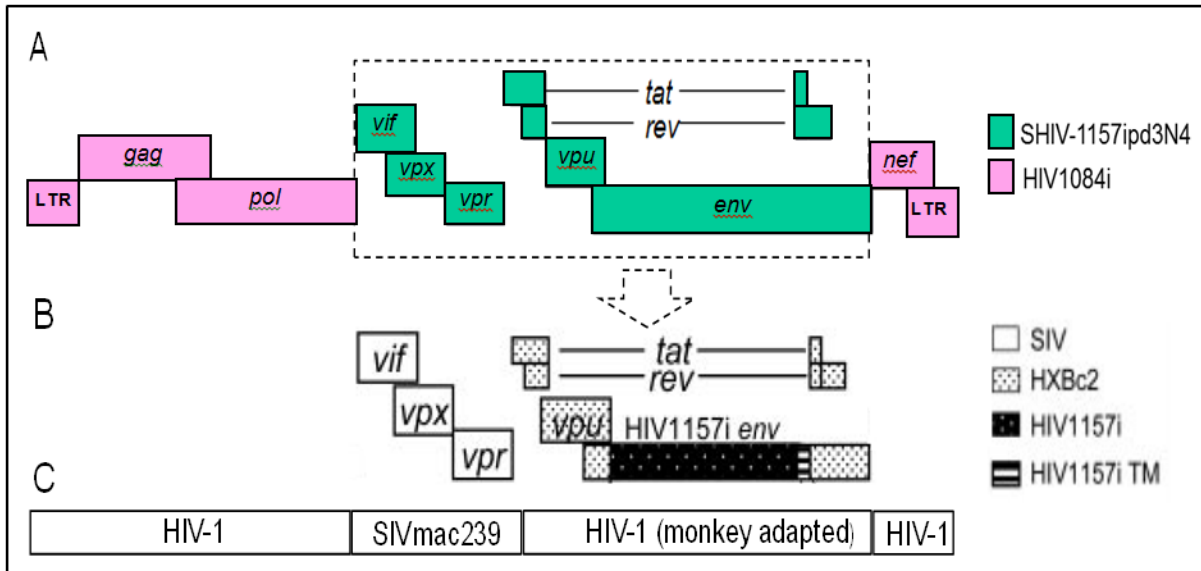 A
tat
rev
vif
vpx
vpr
vpu
env
gag
LTR
pol
nef
LTR
SHIV-1157ipd3N4
HIV1084i
B
vif
vpx
vpr
tat
rev
vpu
HIV1157i env
SIV
HXBc2
HIV1157i
HIV1157i TM
C
HIV-1
SIVmac239
HIV-1 (monkey adapted)
HIV-1